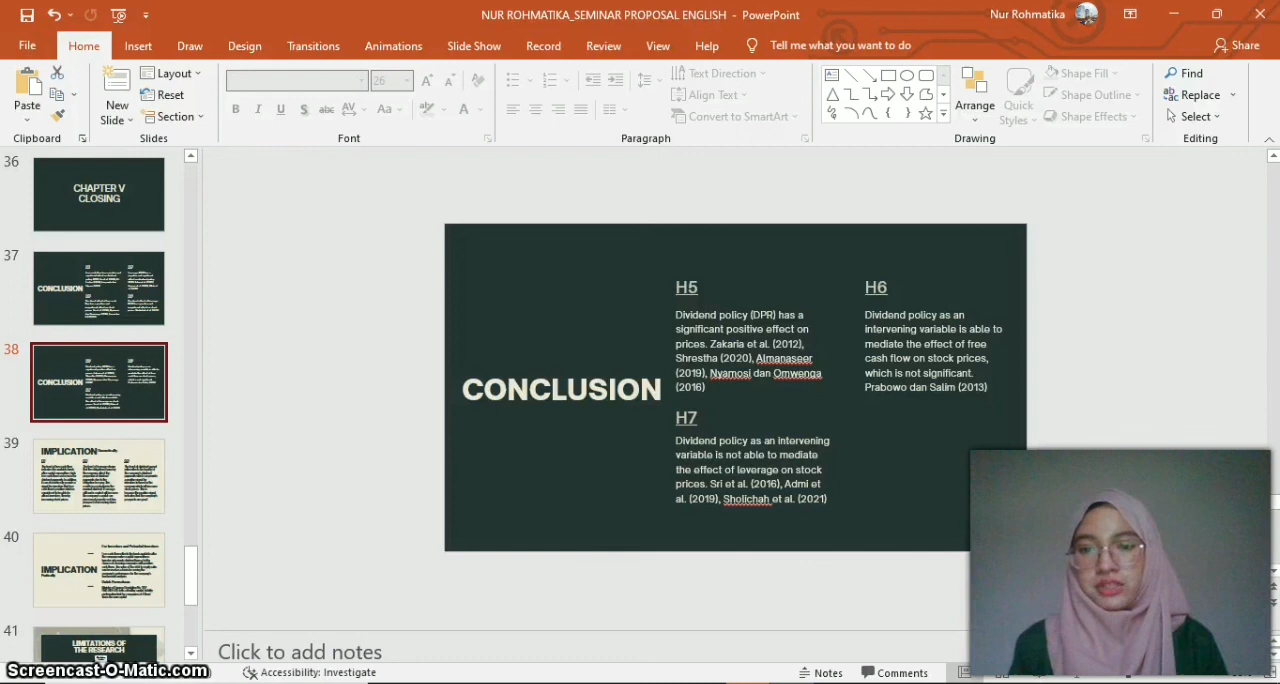 NUR ROHMATIKA_SEMINAR PROPOSAL ENGLISH - PowerPoint
Nur Rohmatika
File Home Insert Draw Design Transitions Animations Slide Show Record Review View Help Tell me what you want to do Share
Paste
Clipboard
New
Slide
Layout
Reset
Section
Slides
26
B I U S abc AV Aa A
Font
Text Direction
Align Text
Convert to SmartArt
Paragraph
Arrange
Quick
Styles
Shape Fill
Shape Outline
Shape Effects
Drawing
Find
Replace
Select
Editing
36
CHAPTER V
CLOSING
37
CONCLUSION
38
CONCLUSION
39
IMPLICATION
40
IMPLICATION
41
LIMITATIONS OF
THE RESEARCH
CONCLUSION
H5
Dividend policy (DPR) has a
significant positive effect on
prices. Zakaria et al. (2012),
Shrestha (2020), Almanaseer
(2019), Nyamosi dan Omwenga
(2016)
H6
Dividend policy as an
intervening variable is able to
mediate the effect of free
cash flow on stock prices,
which is not significant.
Prabowo dan Salim (2013)
H7
Dividend policy as an intervening
variable is not able to mediate
the effect of leverage on stock
prices. Sri et al. (2016), Admi et
al. (2019), Sholichah et al. (2021)
Click to add notes
Screencast-O-Matic.com
Accessibility: Investigate
Notes
Comments